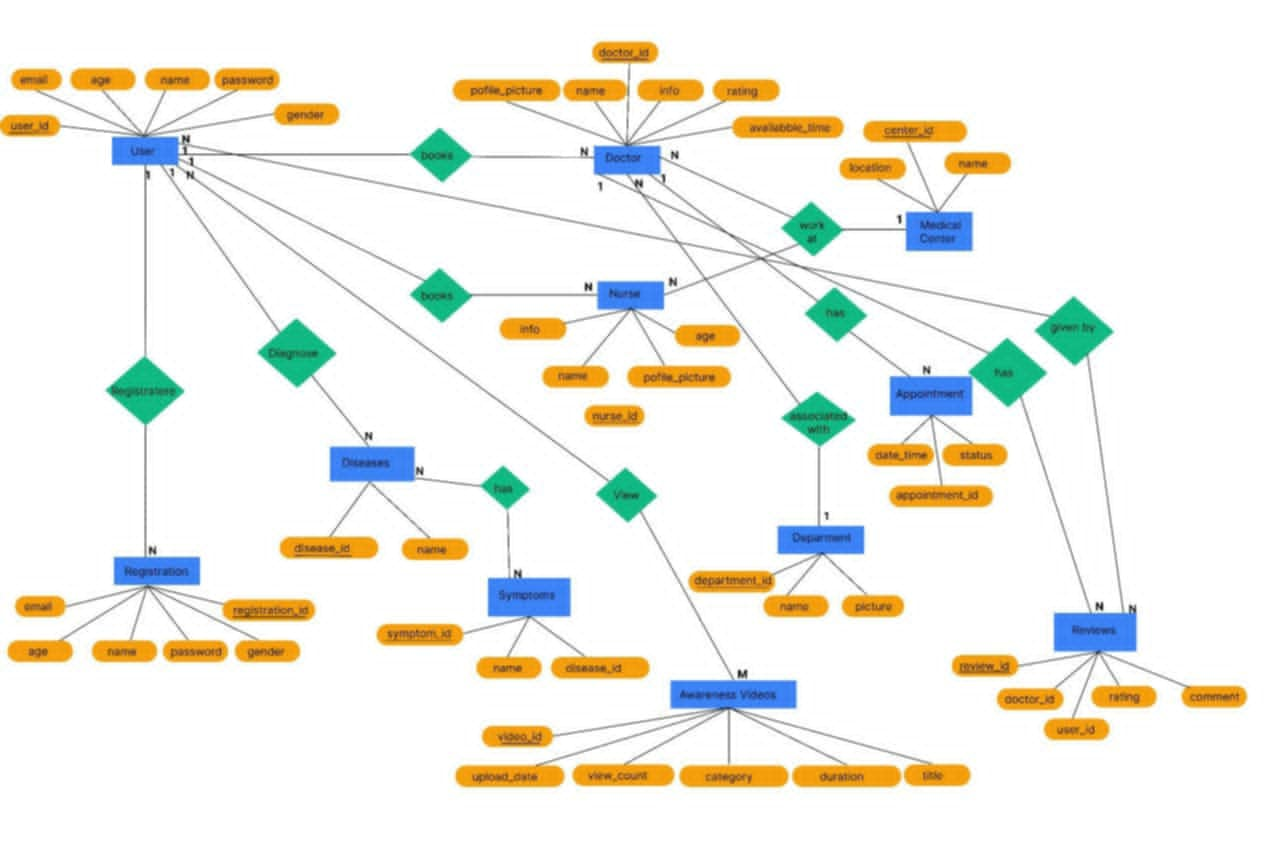 doctor_id
email
age
name
password
pofile_picture
name
info
rating
gender
user_id
availabble_time
center_id
User
N
1
1
1
1
N
books
N
Doctor
N
1
N
1
location
name
work
at
1
Medical
Center
books
N
Nurse
N
info
age
name
pofile_picture
nurse_id
has
given by
Registratese
Diagnose
has
N
Appointment
date_time
status
appointment_id
associated
with
N
Diseases
N
has
View
disease_id
name
1
Deparment
department_id
name
picture
N
Registration
email
registration_id
age
name
password
gender
N
Symptoms
symptom_id
name
disease_id
N
N
Reviews
review_id
doctor_id
rating
comment
user_id
M
Awareness Videos
video_id
upload_date
view_count
category
duration
title